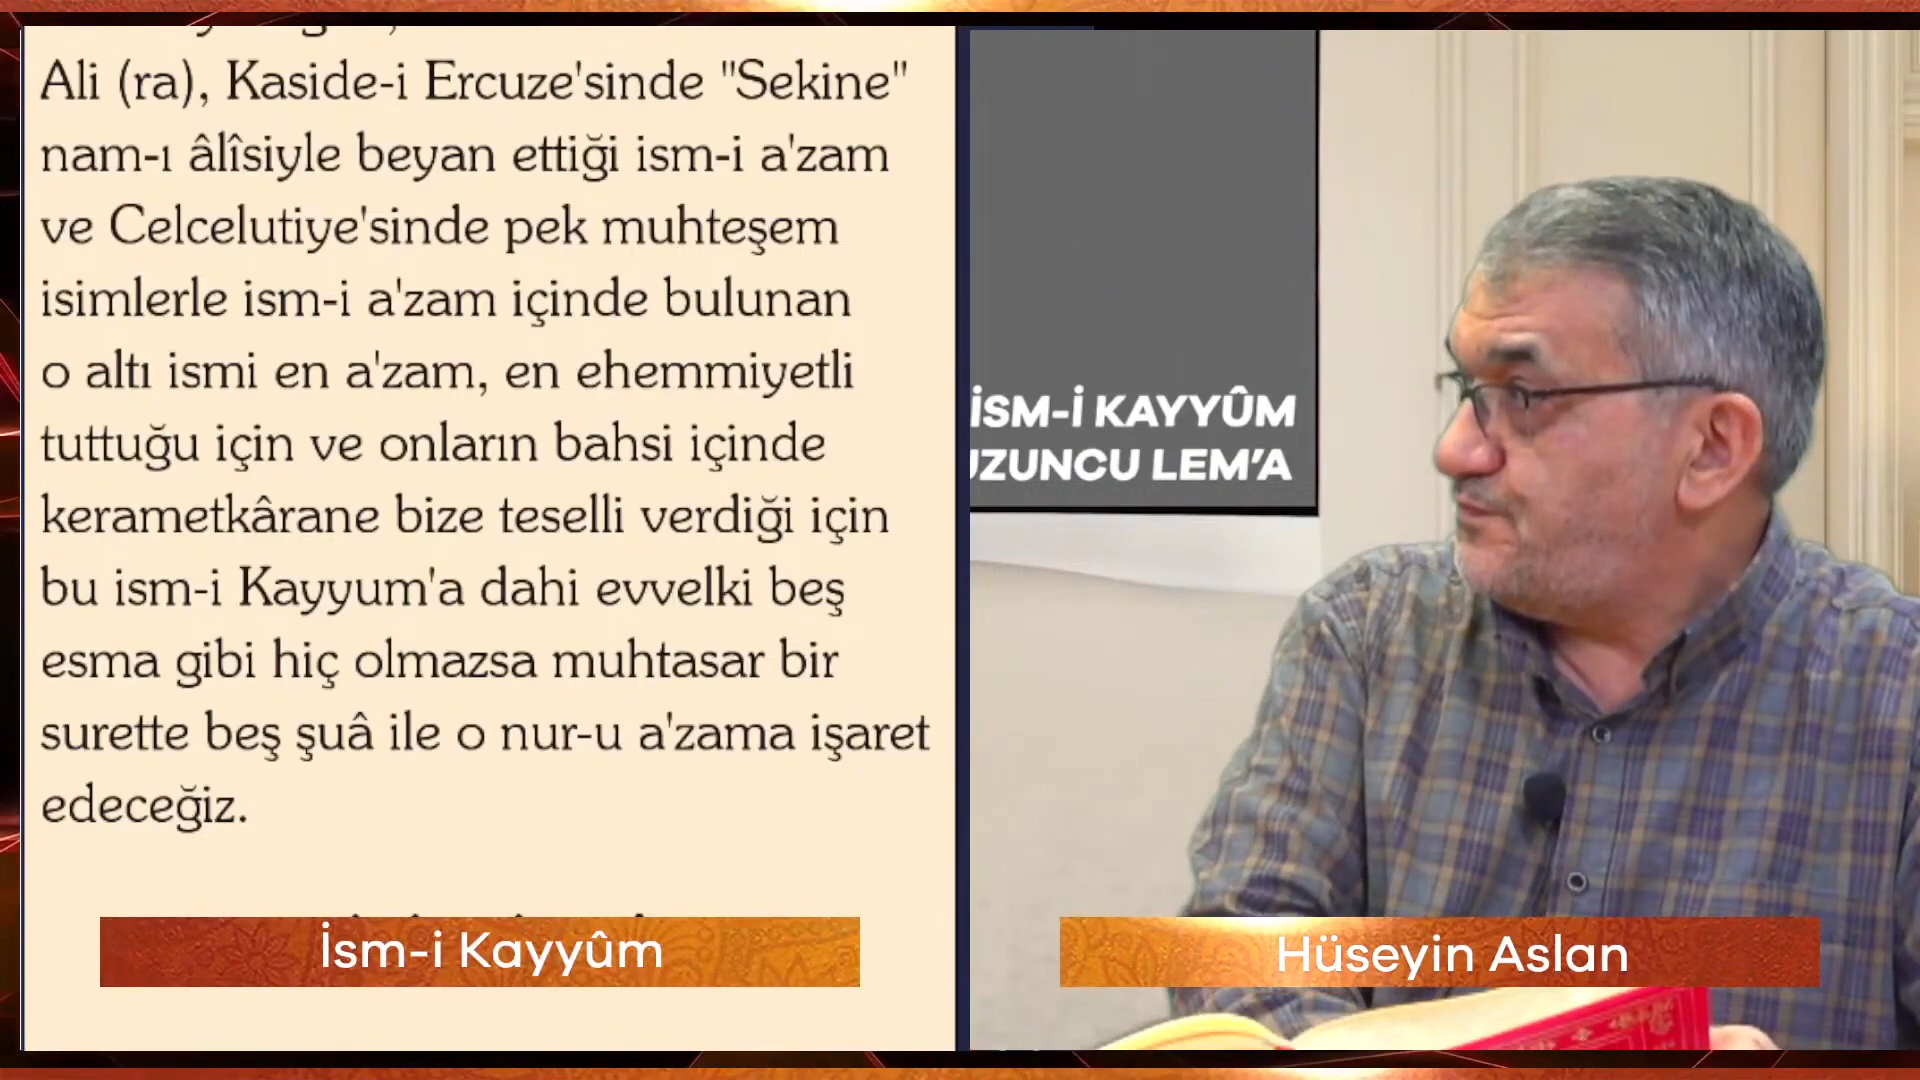 Ali (ra), Kaside-i Ercuze'sinde "Sekine"
nam-ı âlîsiyle beyan ettiği ism-i a'zam
ve Celcelutiye'sinde pek muhteşem
isimlerle ism-i a'zam içinde bulunan
o altı ismi en a'zam, en ehemmiyetli
tuttuğu için ve onların bahsi içinde
kerametkârane bize teselli verdiği için
bu ism-i Kayyum'a dahi evvelki beş
esma gibi hiç olmazsa muhtasar bir
surette beş şuâ ile o nur-u a'zama işaret
edeceğiz.
İsm-i Kayyûm
İSM-İ KAYYÛM
UZUNCU LEM'A
Hüseyin Aslan